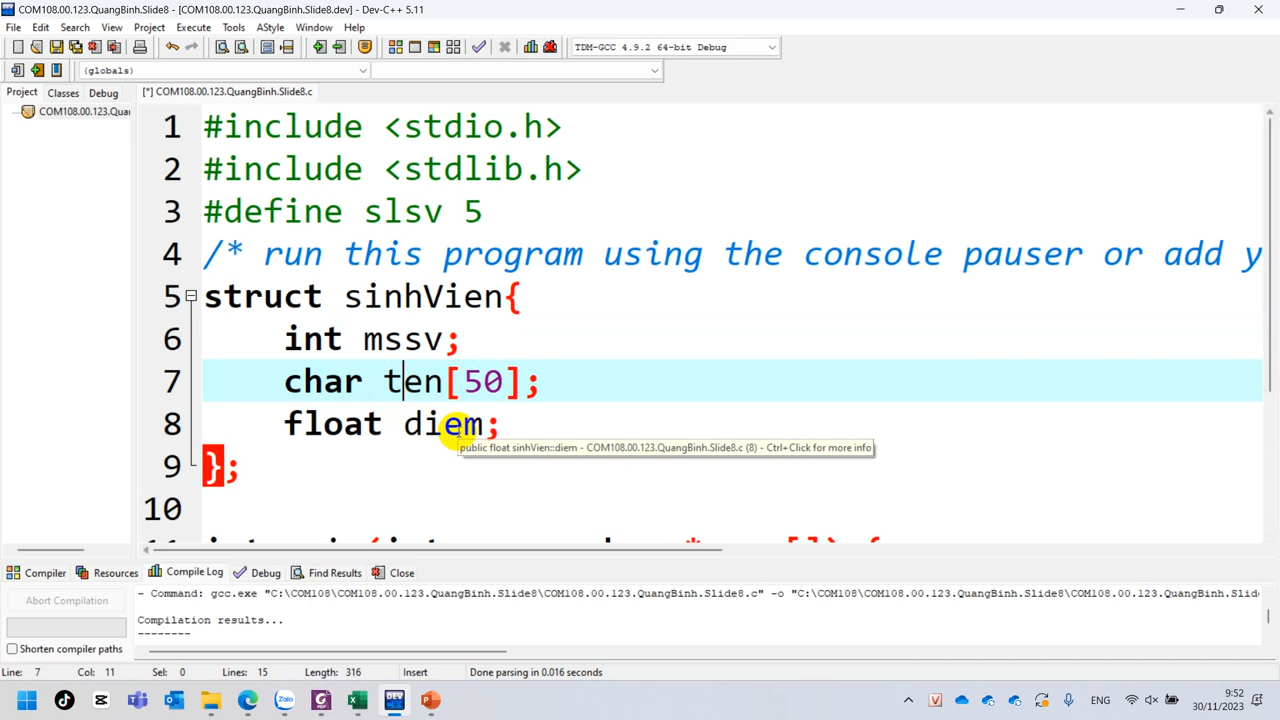 COM108.00.123.QuangBinh.Slide8 - [COM108.00.123.QuangBinh.Slide8.dev] - Dev-C++ 5.11
File Edit Search View Project Execute Tools AStyle Window Help
TDM-GCC 4.9.2 64-bit Debug
(globals)
Project Classes Debug
[*] COM108.00.123.QuangBinh.Slide8.c
COM108.00.123.Qua
1 #include <stdio.h>
2 #include <stdlib.h>
3 #define slsv 5
4 /* run this program using the console pauser or add y
5 struct sinhVien{
6 int mssv;
7 char ten[50];
8 float diem;
public float sinhVien::diem - COM108.00.123.QuangBinh.Slide8.c (8) - Ctrl+Click for more info
9 };
10
Compiler Resources Compile Log Debug Find Results Close
Abort Compilation
Shorten compiler paths
- Command: gcc.exe "C:\COM108\COM108.00.123.QuangBinh.Slide8\COM108.00.123.QuangBinh.Slide8.c" -o "C:\COM108\COM108.00.123.QuangBinh.Slide8\COM108.00.123.QuangBinh.Slide
Compilation results...
--------
Line: 7 Col: 11 Sel: 0 Lines: 15 Length: 316 Insert Done parsing in 0.016 seconds
ENG
9:52
30/11/2023